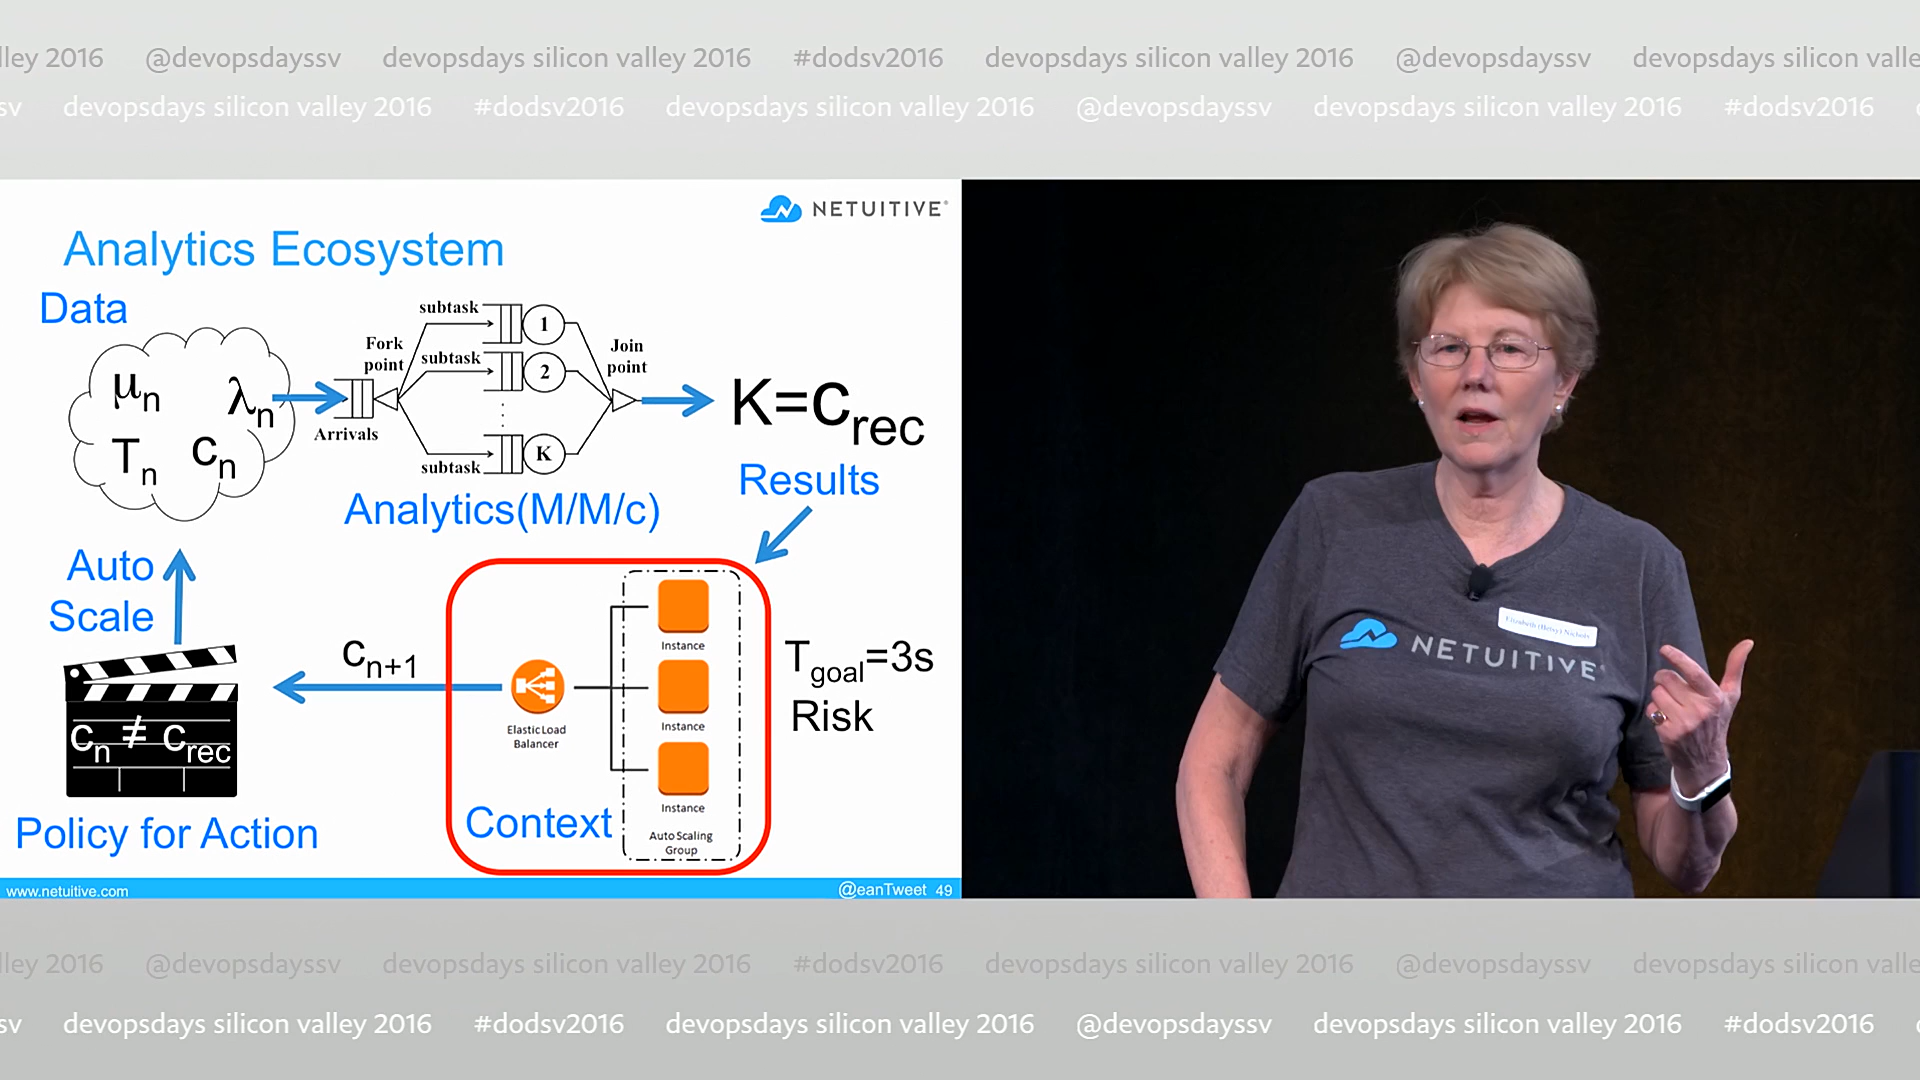 lley 2016 @devopsdayssv devopsdays silicon valley 2016 #dodsv2016 devopsdays silicon valley 2016 @devopsdayssv devopsdays silicon valle
sv devopsdays silicon valley 2016 #dodsv2016 devopsdays silicon valley 2016 @devopsdayssv devopsdays silicon valley 2016 #dodsv2016
NETUITIVE®
Analytics Ecosystem
Data
μn λn
Tn cn
Arrivals
Fork
point
subtask
subtask
subtask
1
2
K
Join
point
Analytics(M/M/c)
K=crec
Results
Auto
Scale
cn ≠ crec
Policy for Action
cn+1
Elastic Load
Balancer
Instance
Instance
Instance
Auto Scaling
Group
Context
Tgoal=3s
Risk
www.netuitive.com
@eanTweet 49
Elizabeth (Betsy) Nichols
NETUITIVE®
lley 2016 @devopsdayssv devopsdays silicon valley 2016 #dodsv2016 devopsdays silicon valley 2016 @devopsdayssv devopsdays silicon valle
sv devopsdays silicon valley 2016 #dodsv2016 devopsdays silicon valley 2016 @devopsdayssv devopsdays silicon valley 2016 #dodsv2016